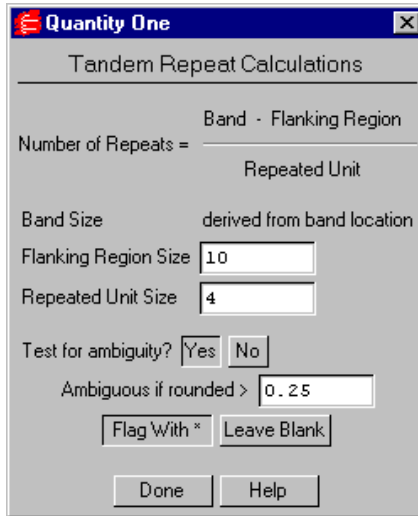 Quantity One
Tandem Repeat Calculations
Number of Repeats =
Band - Flanking Region
Repeated Unit
Band Size derived from band location
Flanking Region Size 10
Repeated Unit Size 4
Test for ambiguity? Yes No
Ambiguous if rounded > 0.25
Flag With * Leave Blank
Done Help